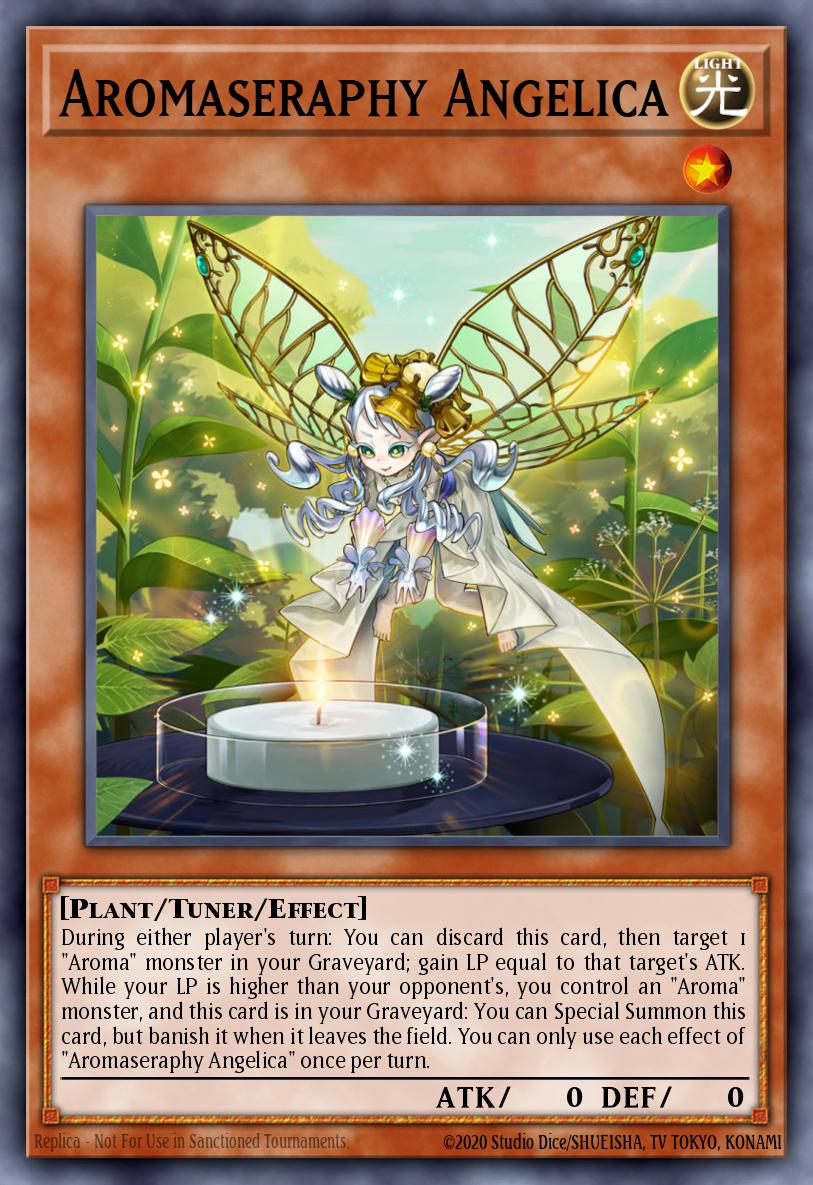 Aromaseraphy Angelica
LIGHT
光
[Plant/Tuner/Effect]
During either player's turn: You can discard this card, then target 1
"Aroma" monster in your Graveyard; gain LP equal to that target's ATK.
While your LP is higher than your opponent's, you control an "Aroma"
monster, and this card is in your Graveyard: You can Special Summon this
card, but banish it when it leaves the field. You can only use each effect of
"Aromaseraphy Angelica" once per turn.
ATK/ 0 DEF/ 0
Replica - Not For Use in Sanctioned Tournaments.
©2020 Studio Dice/SHUEISHA, TV TOKYO, KONAMI